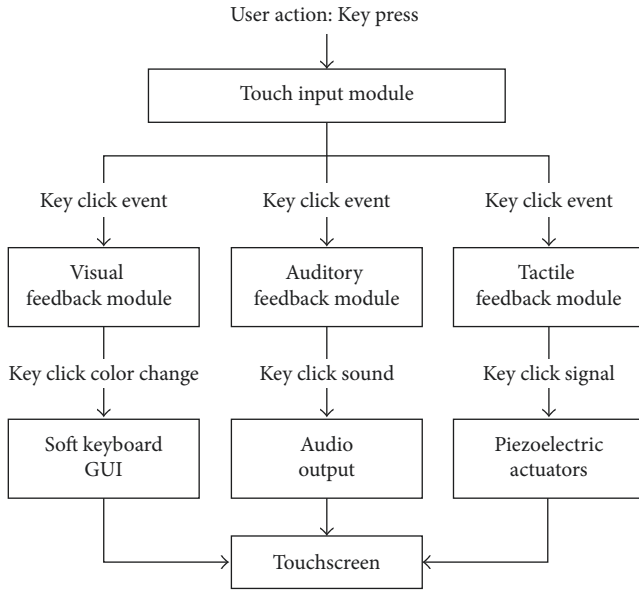 User action: Key press
Touch input module
Key click event
Key click event
Key click event
Visual
feedback module
Auditory
feedback module
Tactile
feedback module
Key click color change
Key click sound
Key click signal
Soft keyboard
GUI
Audio
output
Piezoelectric
actuators
Touchscreen